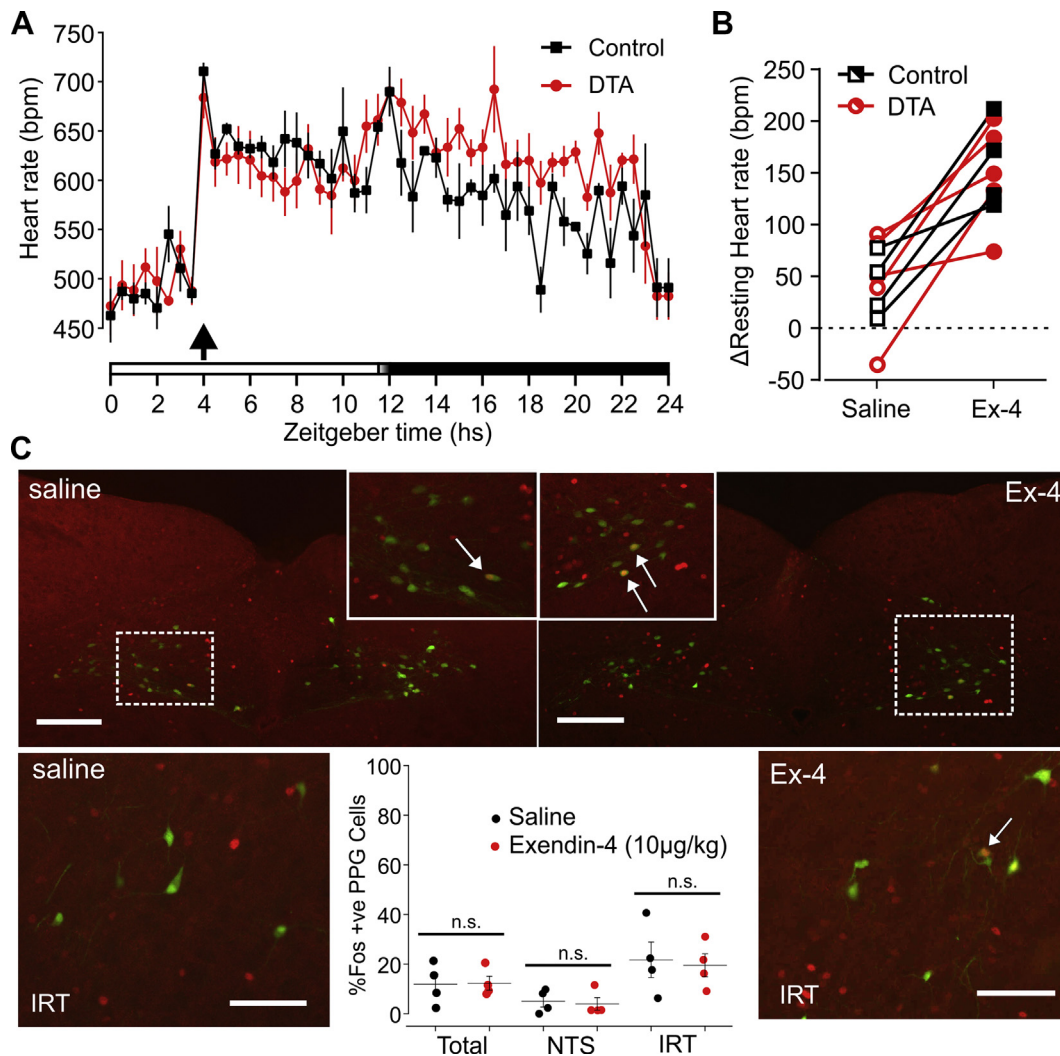 A
Heart rate (bpm)
750
700
650
600
550
500
450
Control
DTA
0 2 4 6 8 10 12 14 16 18 20 22 24
Zeitgeber time (hs)
B
ΔResting Heart rate (bpm)
250
200
150
100
50
0
-50
Control
DTA
Saline Ex-4
C
saline
Ex-4
saline
IRT
%Fos +ve PPG Cells
100
80
60
40
20
0
Saline
Exendin-4 (10µg/kg)
n.s.
n.s.
n.s.
Total NTS IRT
Ex-4
IRT